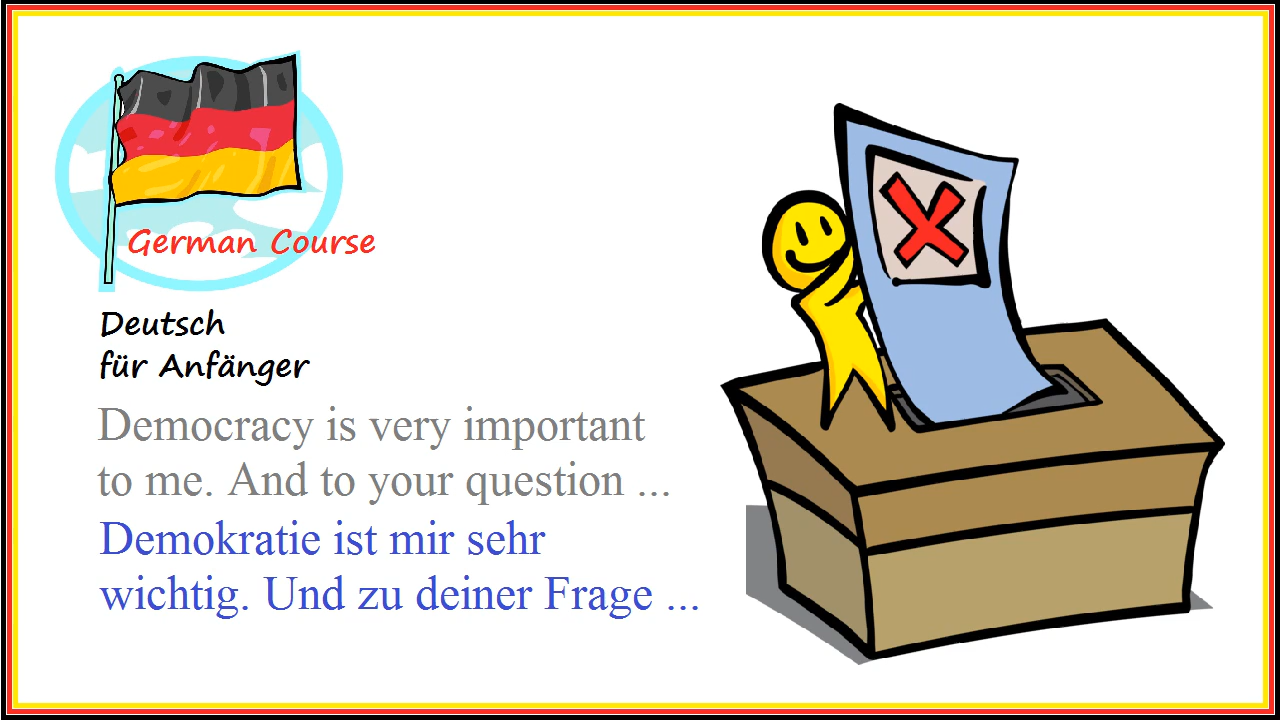 German Course
Deutsch
für Anfänger
Democracy is very important
to me. And to your question ...
Demokratie ist mir sehr
wichtig. Und zu deiner Frage ...